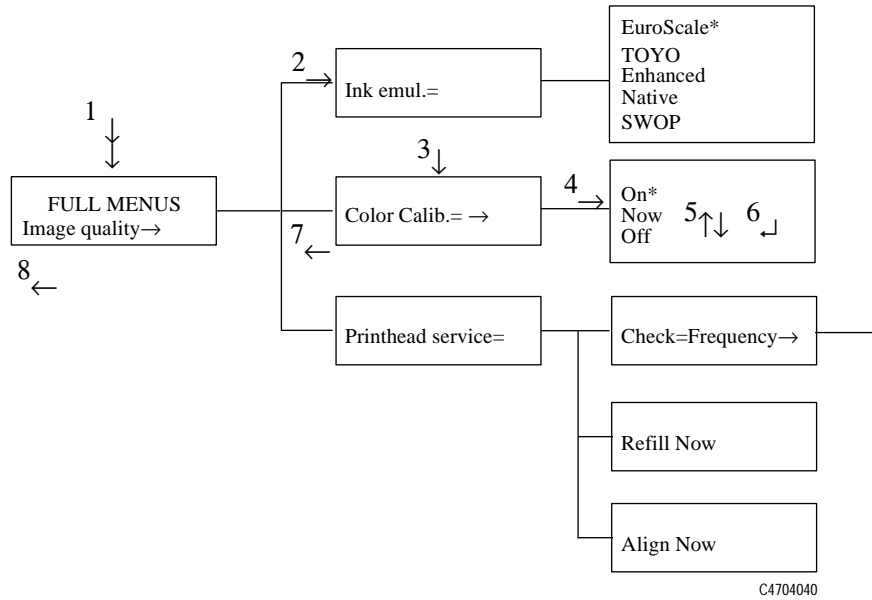 1
2 →
3 ↓
4 →
5 ↑↓ 6 ↵
7 ←
8 ←
FULL MENUS
Image quality→
Ink emul.=
EuroScale*
TOYO
Enhanced
Native
SWOP
Color Calib.= →
On*
Now
Off
Printhead service=
Check=Frequency→
Refill Now
Align Now
C4704040